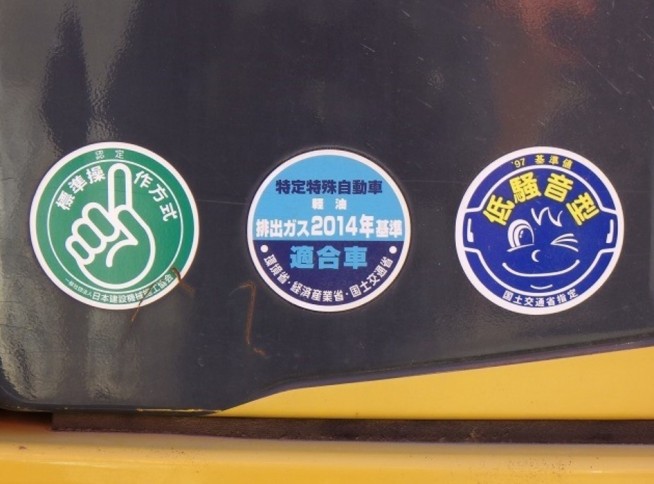 認定
標準操作方式
日本建設機械施工協会
特定特殊自動車
軽油
排出ガス2014年基準
適合車
環境省・経済産業省・国土交通省
'97 基準値
低騒音型
国土交通省指定